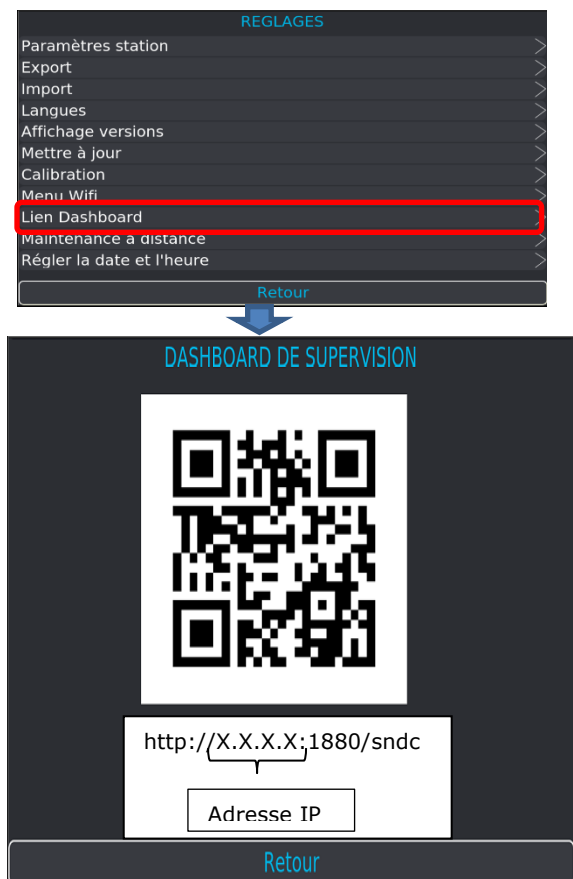 REGLAGES
Paramètres station
Export
Import
Langues
Affichage versions
Mettre à jour
Calibration
Menu Wifi
Lien Dashboard
Maintenance à distance
Régler la date et l'heure
Retour
DASHBOARD DE SUPERVISION
http://X.X.X.X:1880/sndc
Adresse IP
Retour